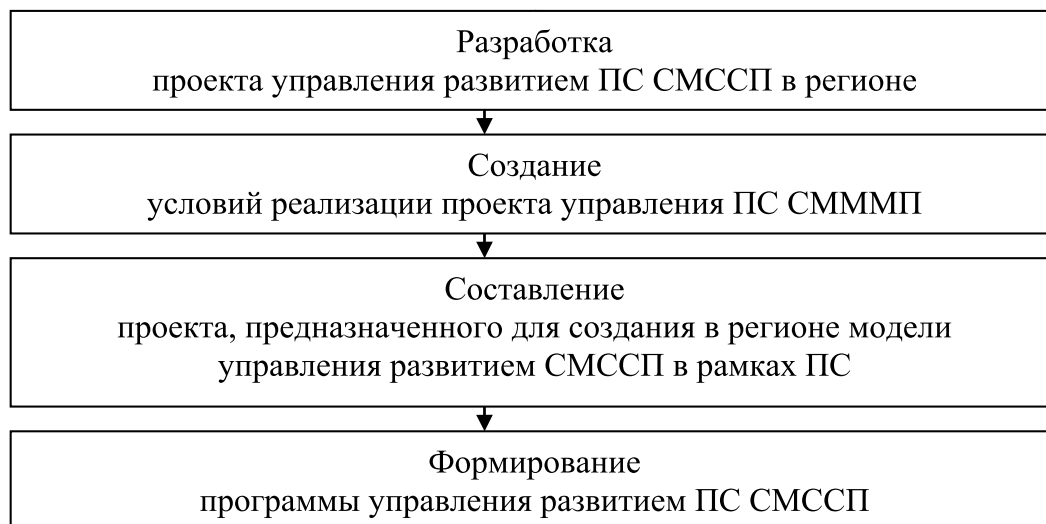 Разработка
проекта управления развитием ПС СМССП в регионе
Создание
условий реализации проекта управления ПС СМММП
Составление
проекта, предназначенного для создания в регионе модели
управления развитием СМССП в рамках ПС
Формирование
программы управления развитием ПС СМССП